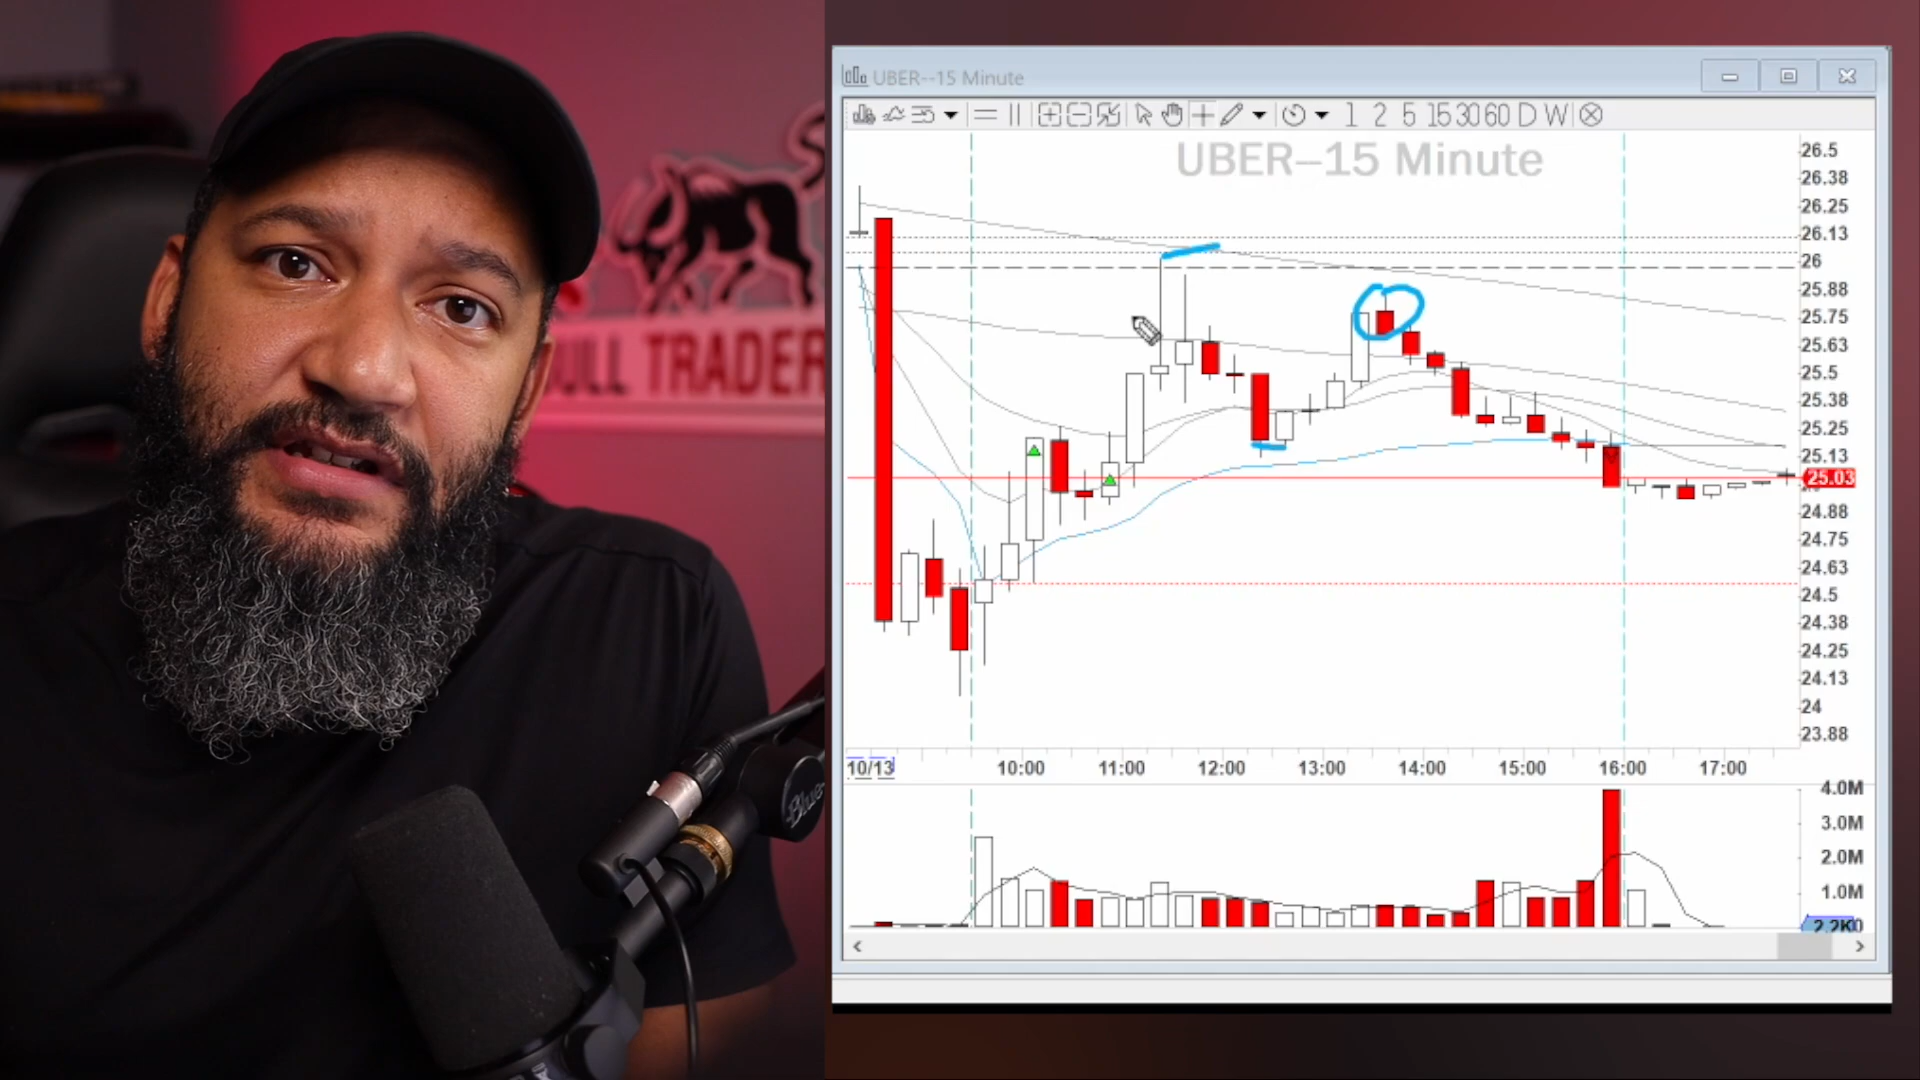 BULL TRADER
Blue
UBER--15 Minute
1 2 5 15 30 60 D W
UBER--15 Minute
26.5
26.38
26.25
26.13
26
25.88
25.75
25.63
25.5
25.38
25.25
25.13
25.03
24.88
24.75
24.63
24.5
24.38
24.25
24.13
24
23.88
10/13 10:00 11:00 12:00 13:00 14:00 15:00 16:00 17:00
4.0M
3.0M
2.0M
1.0M
2.2K